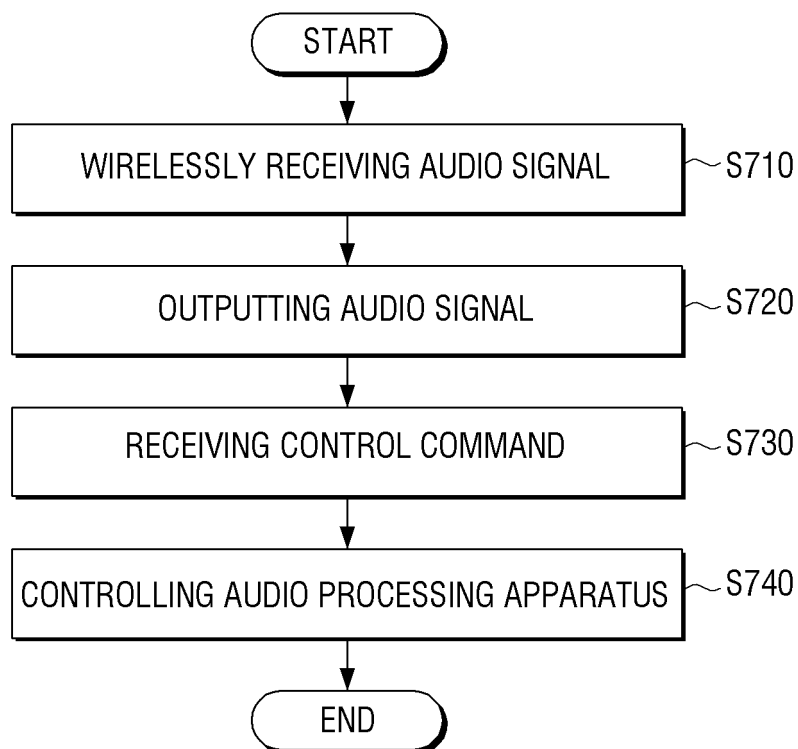 START
WIRELESSLY RECEIVING AUDIO SIGNAL
S710
OUTPUTTING AUDIO SIGNAL
S720
RECEIVING CONTROL COMMAND
S730
CONTROLLING AUDIO PROCESSING APPARATUS
S740
END